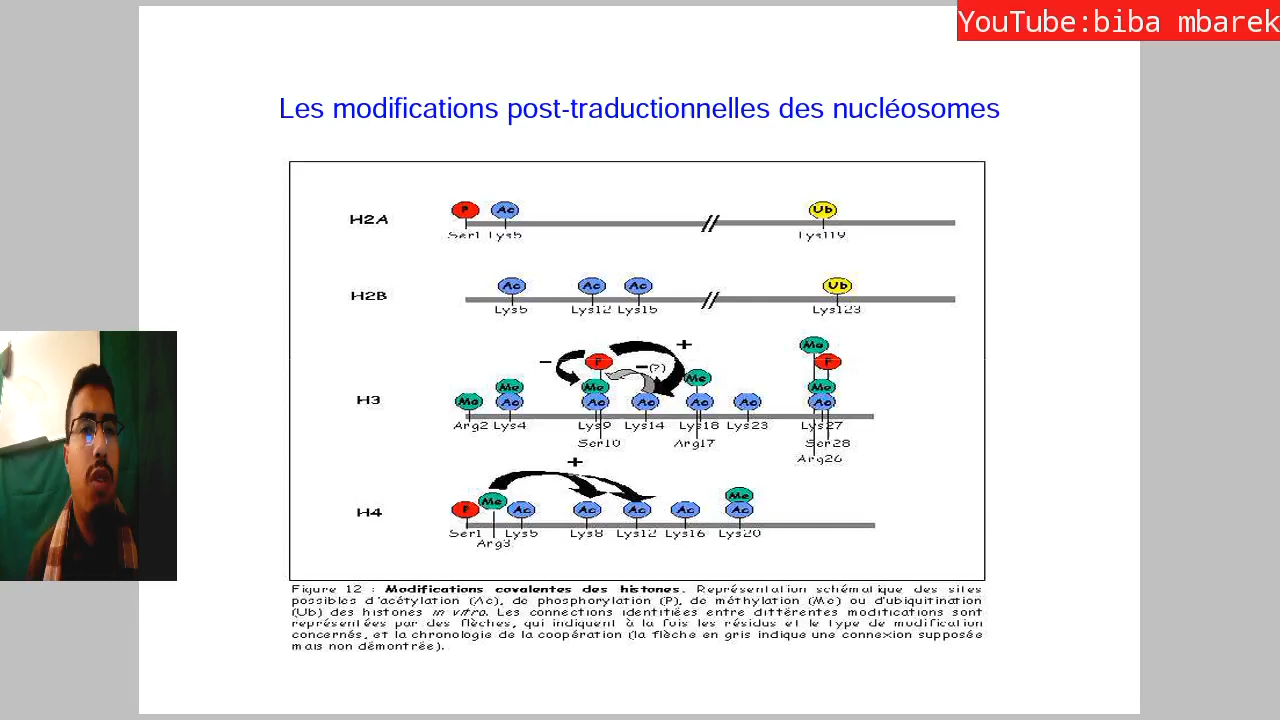 YouTube:biba mbarek
Les modifications post-traductionnelles des nucléosomes
P Ac Ub
H2A
Ser1 Lys5 Lys119
Ac Ac Ac Ub
H2B
Lys5 Lys12 Lys15 Lys123
+ Me
− P −(?) P
Me Me Me Me
H3 Me Ac Ac Ac Ac Ac Ac
Arg2 Lys4 Lys9 Lys14 Lys18 Lys23 Lys27
Ser10 Arg17 Ser28
Arg26
+
Me Me
H4 P Ac Ac Ac Ac Ac
Ser1 Lys5 Lys8 Lys12 Lys16 Lys20
Arg3
Figure 12 : Modifications covalentes des histones. Représentation schématique des sites
possibles d'acétylation (Ac), de phosphorylation (P), de méthylation (Me) ou d'ubiquitination
(Ub) des histones in vitro. Les connections identifiées entre différentes modifications sont
représentées par des flèches, qui indiquent à la fois les résidus et le type de modification
concernés, et la chronologie de la coopération (la flèche en gris indique une connexion supposée
mais non démontrée).